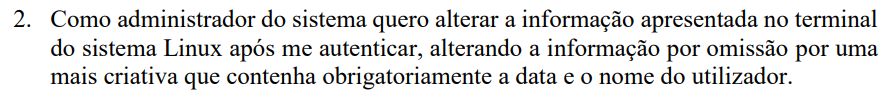 2. Como administrador do sistema quero alterar a informação apresentada no terminal
do sistema Linux após me autenticar, alterando a informação por omissão por uma
mais criativa que contenha obrigatoriamente a data e o nome do utilizador.